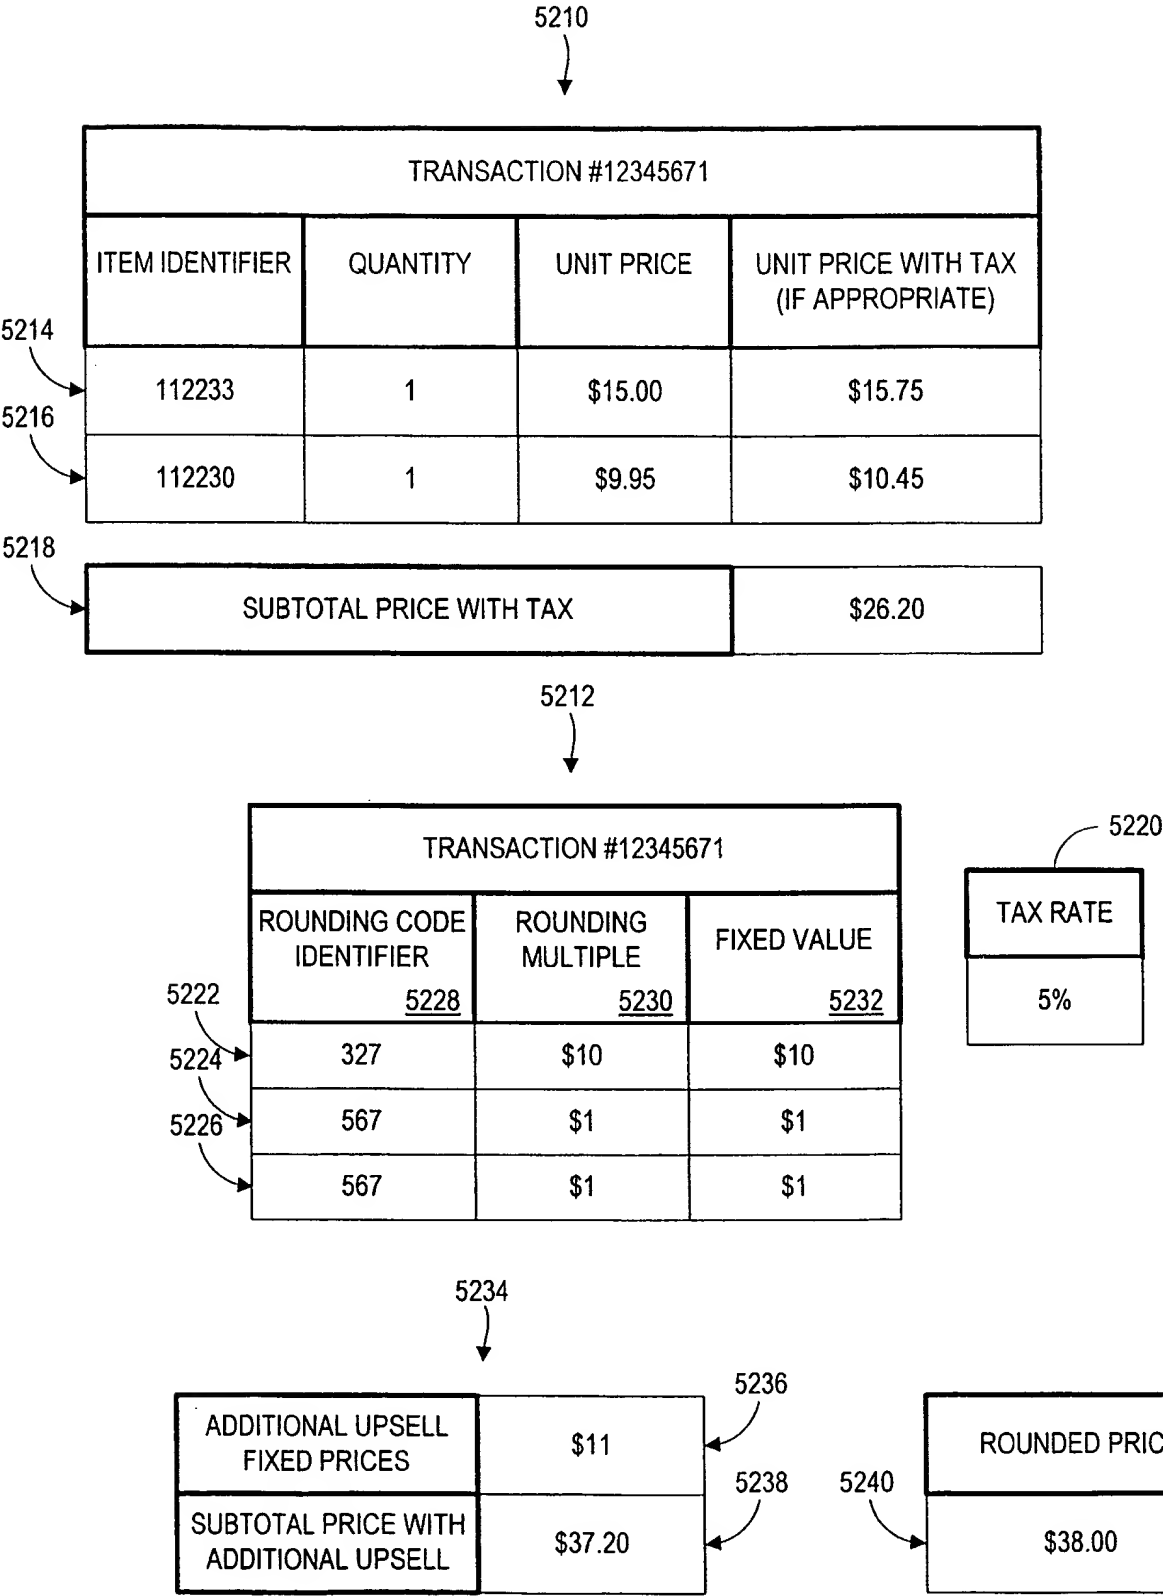 5210
TRANSACTION #12345671
ITEM IDENTIFIER QUANTITY UNIT PRICE UNIT PRICE WITH TAX
(IF APPROPRIATE)
5214
112233 1 $15.00 $15.75
5216
112230 1 $9.95 $10.45
5218
SUBTOTAL PRICE WITH TAX $26.20
5212
TRANSACTION #12345671
5220
TAX RATE
5%
ROUNDING CODE
IDENTIFIER
5228
ROUNDING
MULTIPLE
5230
FIXED VALUE
5232
5222
327 $10 $10
5224
567 $1 $1
5226
567 $1 $1
5234
ADDITIONAL UPSELL
FIXED PRICES
$11
5236
SUBTOTAL PRICE WITH
ADDITIONAL UPSELL
$37.20
5238
ROUNDED PRIC
5240
$38.00